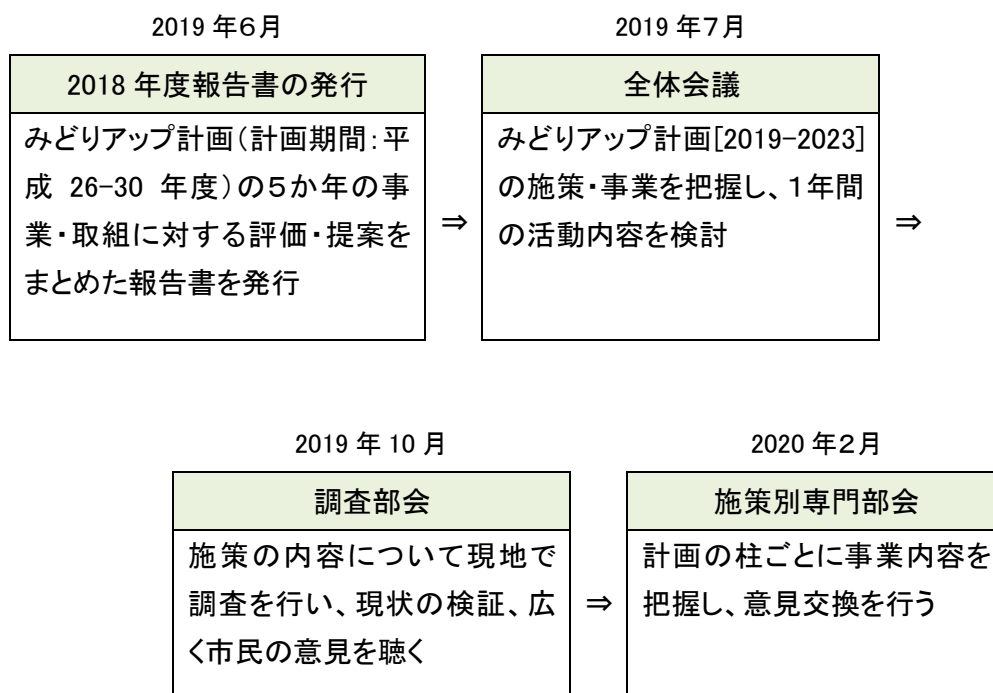 2019 年６月
2018 年度報告書の発行
みどりアップ計画（計画期間：平
成 26-30 年度）の５か年の事
業・取組に対する評価・提案を
まとめた報告書を発行
⇒
2019 年７月
全体会議
みどりアップ計画[2019-2023]
の施策・事業を把握し、１年間
の活動内容を検討
⇒
2019 年 10 月
調査部会
施策の内容について現地で
調査を行い、現状の検証、広
く市民の意見を聴く
⇒
2020 年２月
施策別専門部会
計画の柱ごとに事業内容を
把握し、意見交換を行う